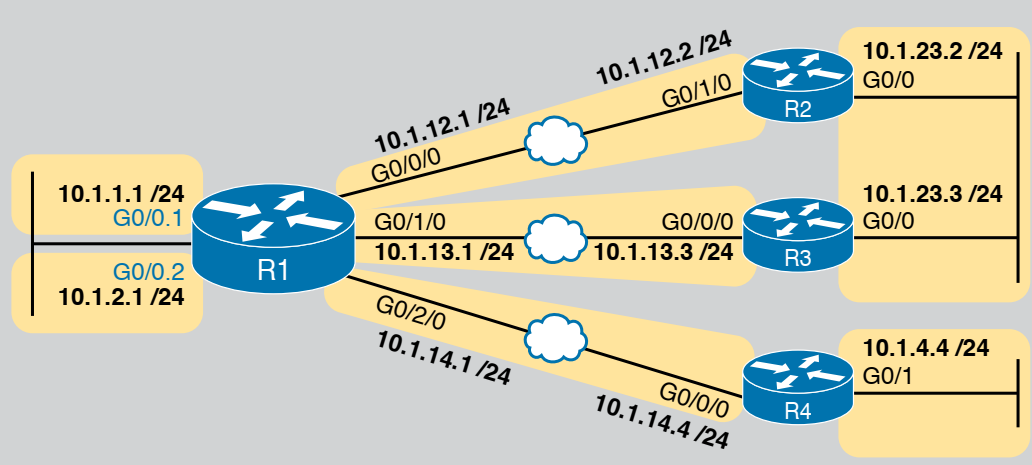 10.1.1.1 /24
G0/0.1
G0/0.2
10.1.2.1 /24
R1
10.1.12.1 /24
G0/0/0
10.1.12.2 /24
G0/1/0
R2
10.1.23.2 /24
G0/0
G0/1/0
10.1.13.1 /24
G0/0/0
10.1.13.3 /24
R3
10.1.23.3 /24
G0/0
G0/2/0
10.1.14.1 /24
G0/0/0
10.1.14.4 /24
R4
10.1.4.4 /24
G0/1